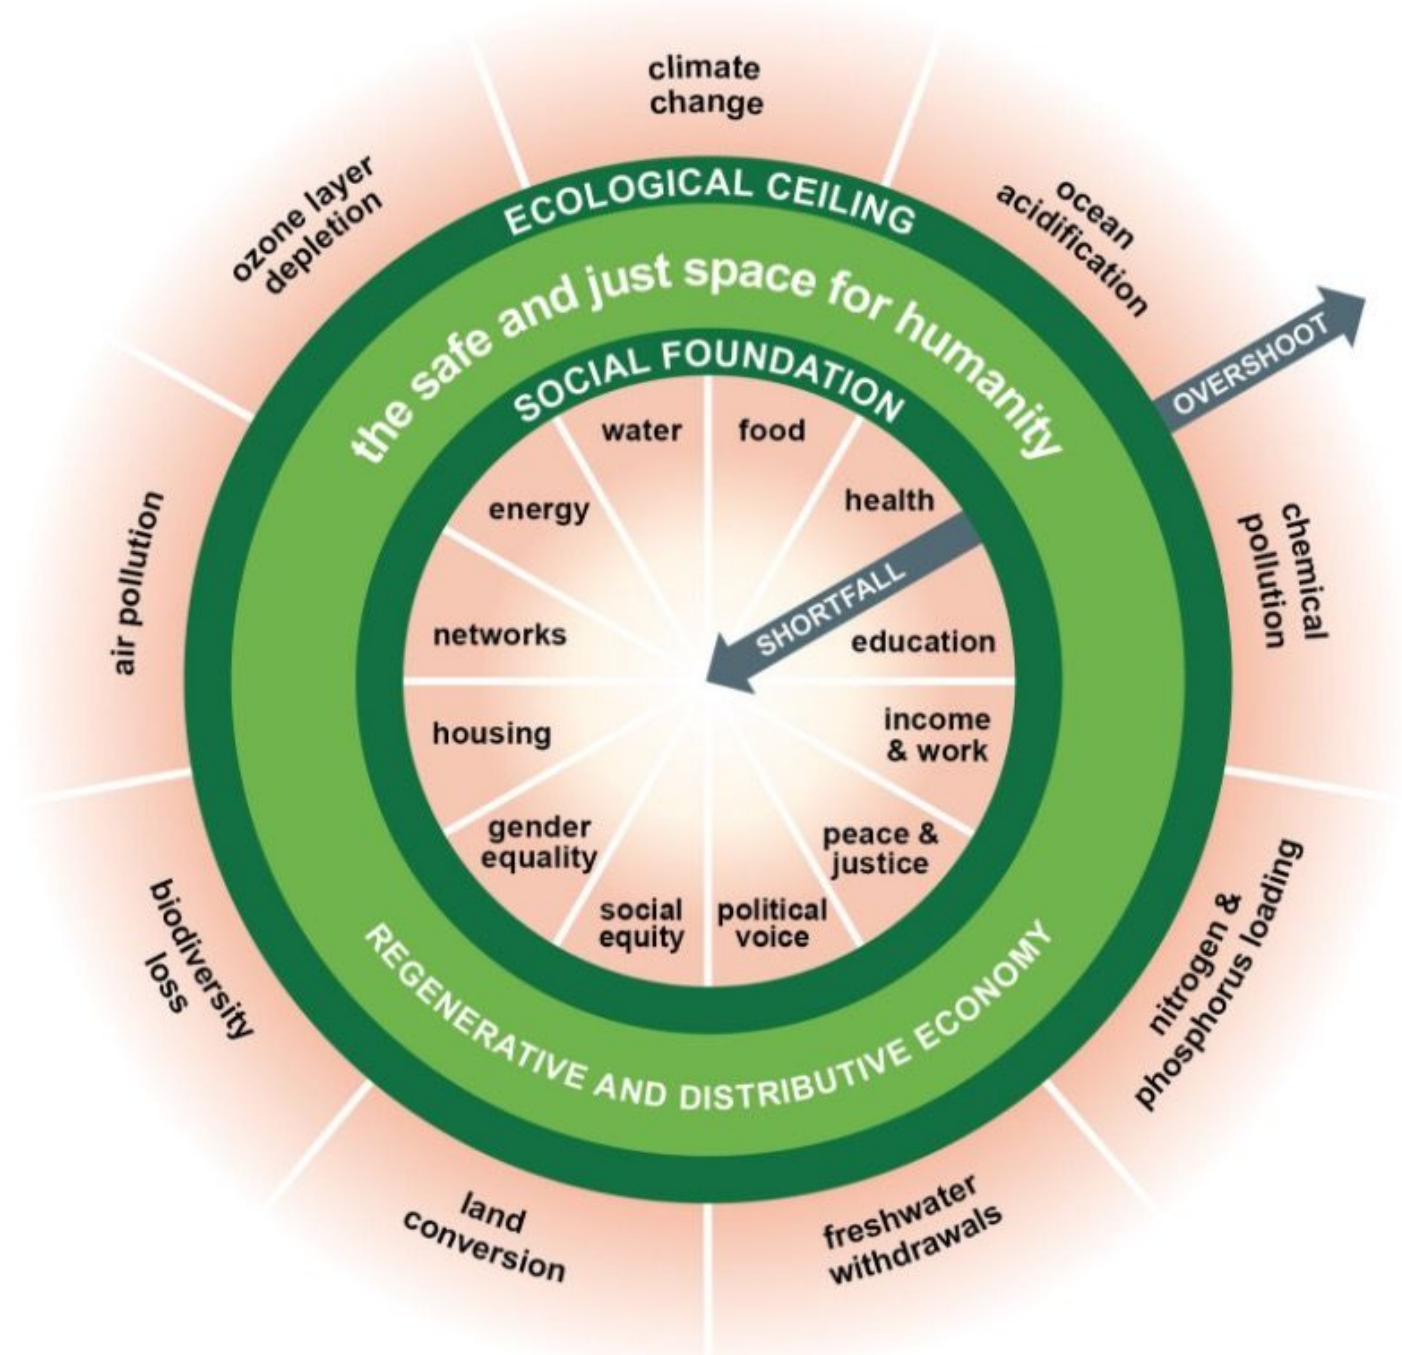 climate
change
ocean
acidification
chemical
pollution
nitrogen &
phosphorus loading
freshwater
withdrawals
land
conversion
biodiversity
loss
air pollution
ozone layer
depletion
OVERSHOOT
ECOLOGICAL CEILING
the safe and just space for humanity
SOCIAL FOUNDATION
water
food
health
SHORTFALL
education
income
& work
peace &
justice
political
voice
social
equity
gender
equality
housing
networks
energy
REGENERATIVE AND DISTRIBUTIVE ECONOMY